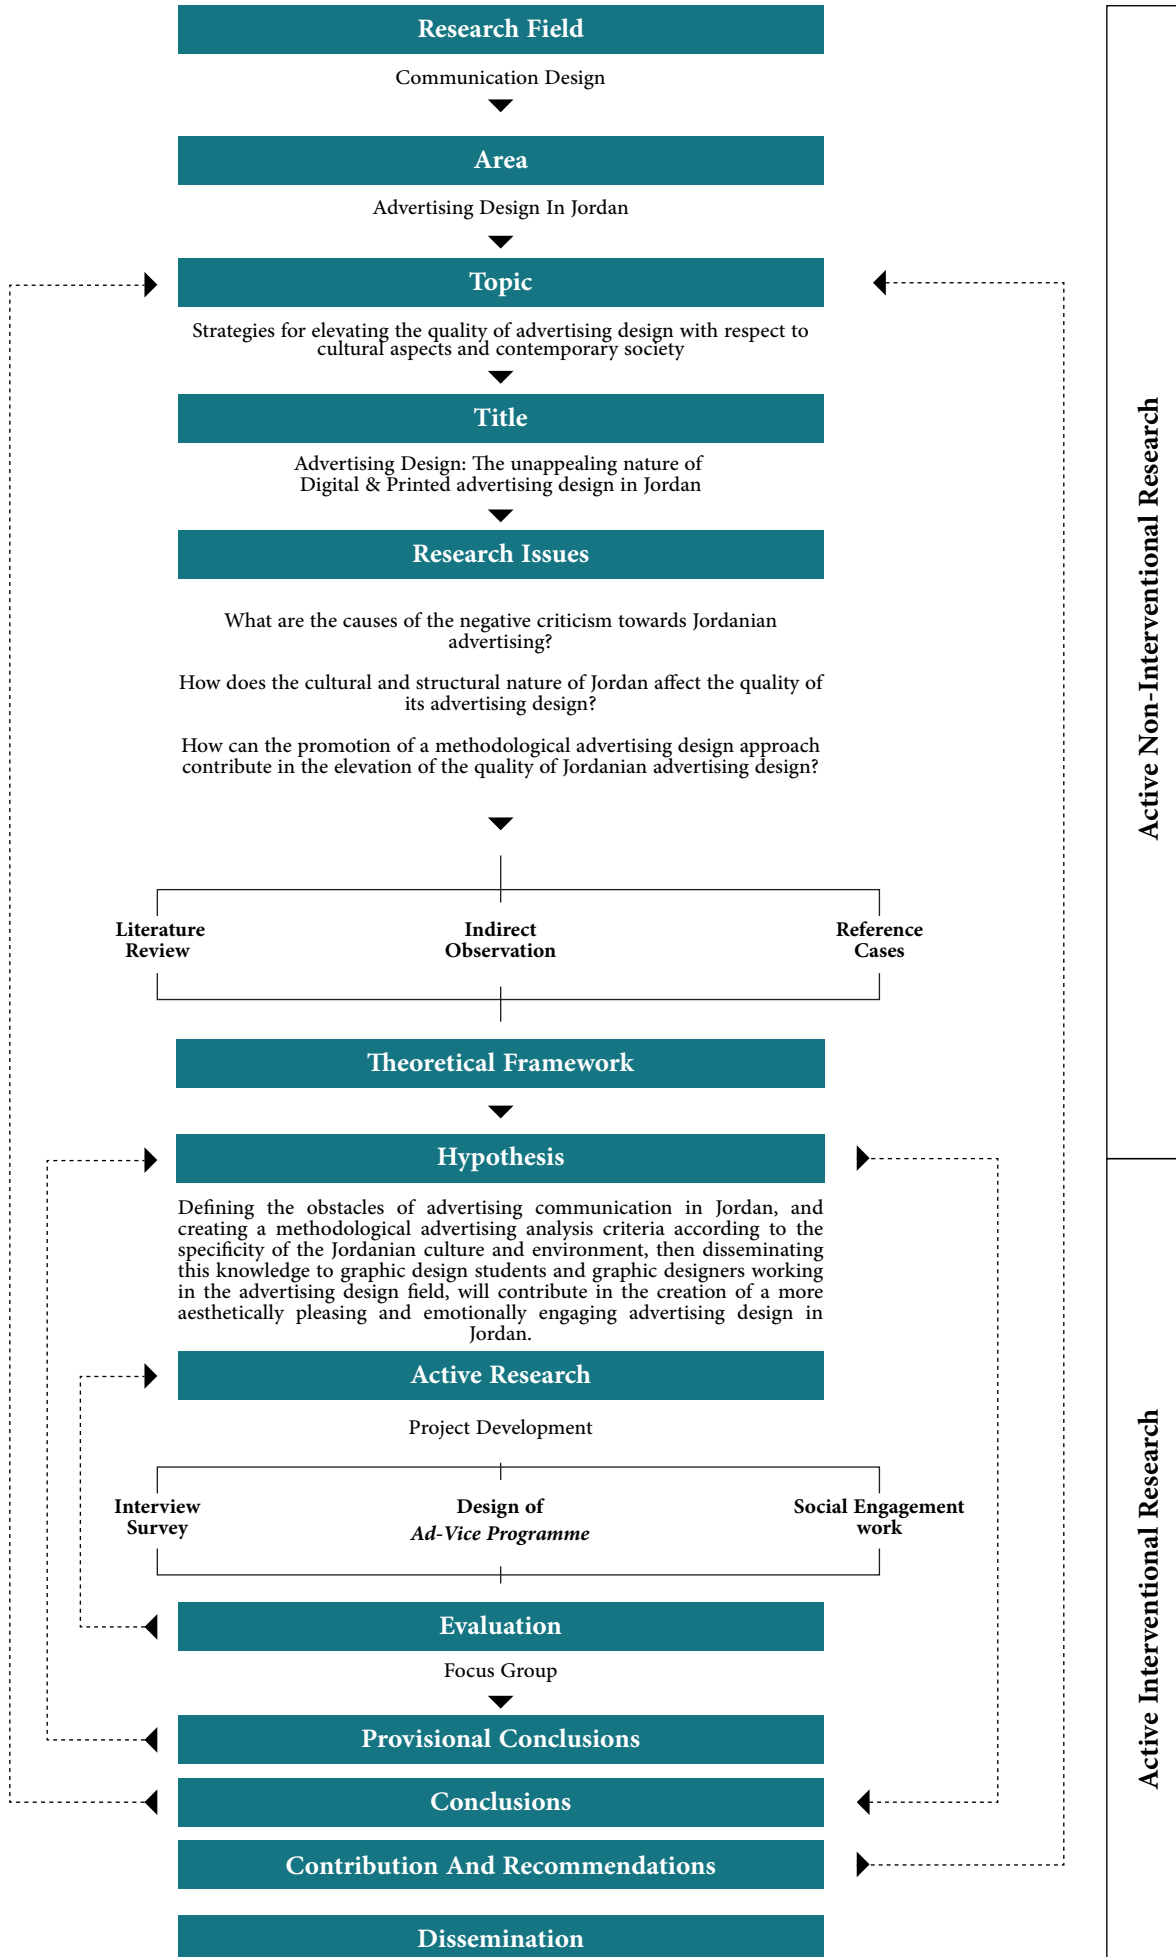 Research Field
Communication Design
Area
Advertising Design In Jordan
Topic
Strategies for elevating the quality of advertising design with respect to
cultural aspects and contemporary society
Title
Advertising Design: The unappealing nature of
Digital & Printed advertising design in Jordan
Research Issues
What are the causes of the negative criticism towards Jordanian
advertising?
How does the cultural and structural nature of Jordan affect the quality of
its advertising design?
How can the promotion of a methodological advertising design approach
contribute in the elevation of the quality of Jordanian advertising design?
Literature
Review
Indirect
Observation
Reference
Cases
Theoretical Framework
Hypothesis
Defining the obstacles of advertising communication in Jordan, and
creating a methodological advertising analysis criteria according to the
specificity of the Jordanian culture and environment, then disseminating
this knowledge to graphic design students and graphic designers working
in the advertising design field, will contribute in the creation of a more
aesthetically pleasing and emotionally engaging advertising design in
Jordan.
Active Research
Project Development
Interview
Survey
Design of
Ad-Vice Programme
Social Engagement
work
Evaluation
Focus Group
Provisional Conclusions
Conclusions
Contribution And Recommendations
Dissemination
Active Non-Interventional Research
Active Interventional Research